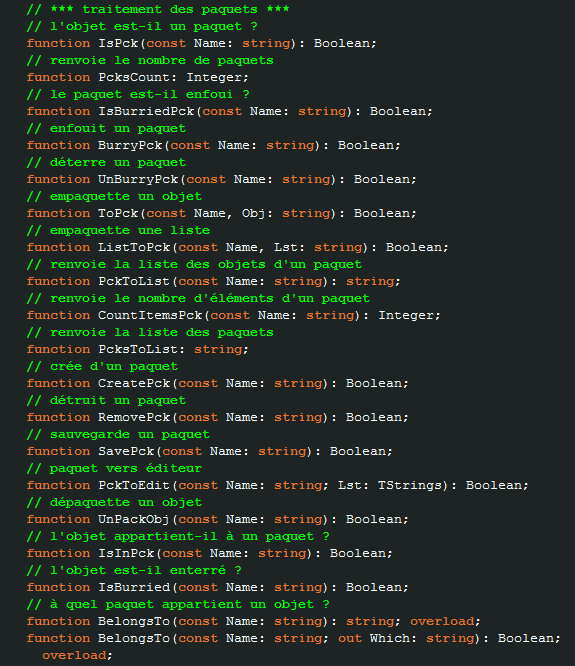 // *** traitement des paquets ***
// l'objet est-il un paquet ?
function IsPck(const Name: string): Boolean;
// renvoie le nombre de paquets
function PcksCount: Integer;
// le paquet est-il enfoui ?
function IsBurriedPck(const Name: string): Boolean;
// enfouit un paquet
function BurryPck(const Name: string): Boolean;
// déterre un paquet
function UnBurryPck(const Name: string): Boolean;
// empaquette un objet
function ToPck(const Name, Obj: string): Boolean;
// empaquette une liste
function ListToPck(const Name, Lst: string): Boolean;
// renvoie la liste des objets d'un paquet
function PckToList(const Name: string): string;
// renvoie le nombre d'éléments d'un paquet
function CountItemsPck(const Name: string): Integer;
// renvoie la liste des paquets
function PcksToList: string;
// crée d'un paquet
function CreatePck(const Name: string): Boolean;
// détruit un paquet
function RemovePck(const Name: string): Boolean;
// sauvegarde un paquet
function SavePck(const Name: string): Boolean;
// paquet vers éditeur
function PckToEdit(const Name: string; Lst: TStrings): Boolean;
// dépaquette un objet
function UnPackObj(const Name: string): Boolean;
// l'objet appartient-il à un paquet ?
function IsInPck(const Name: string): Boolean;
// l'objet est-il enterré ?
function IsBurried(const Name: string): Boolean;
// à quel paquet appartient un objet ?
function BelongsTo(const Name: string): string; overload;
function BelongsTo(const Name: string; out Which: string): Boolean;
overload;